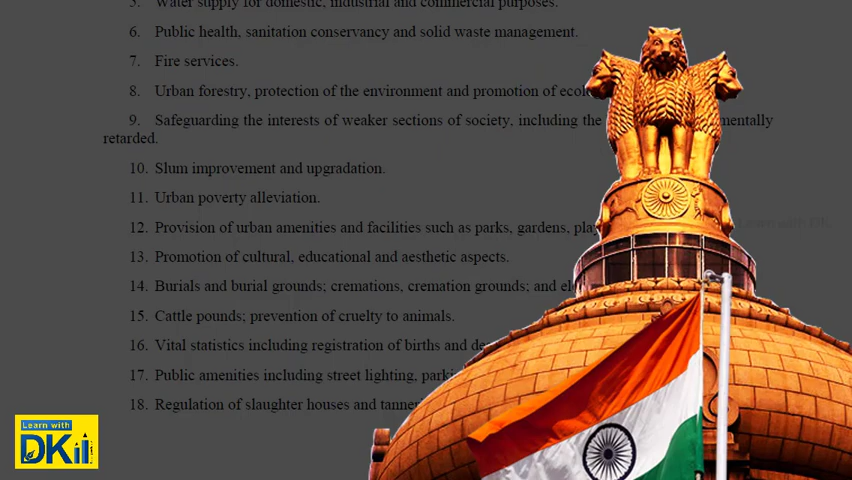 5. Water supply for domestic, industrial and commercial purposes.
6. Public health, sanitation conservancy and solid waste management.
7. Fire services.
8. Urban forestry, protection of the environment and promotion of
9. Safeguarding the interests of weaker sections of society, including the mentally
retarded.
10. Slum improvement and upgradation.
11. Urban poverty alleviation.
12. Provision of urban amenities and facilities such as parks, gardens,
Learn with DK
13. Promotion of cultural, educational and aesthetic aspects.
14. Burials and burial grounds; cremations, cremation grounds; and
15. Cattle pounds; prevention of cruelty to animals.
16. Vital statistics including registration of births and
17. Public amenities including street lighting,
18. Regulation of slaughter houses and
Learn with
DK